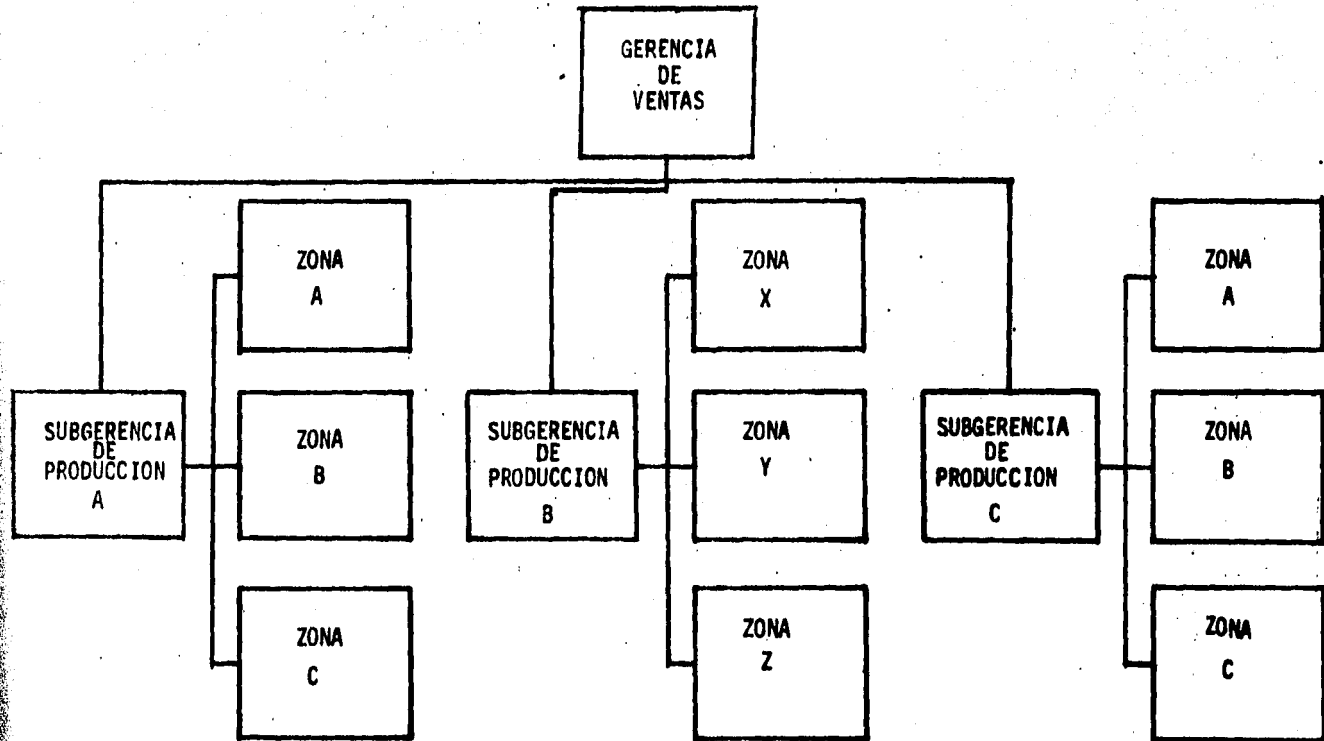 GERENCIA
DE
VENTAS
ZONA
A
ZONA
X
ZONA
A
SUBGERENCIA
DE
PRODUCCION
A
ZONA
B
SUBGERENCIA
DE
PRODUCCION
B
ZONA
Y
SUBGERENCIA
DE
PRODUCCION
C
ZONA
B
ZONA
C
ZONA
Z
ZONA
C